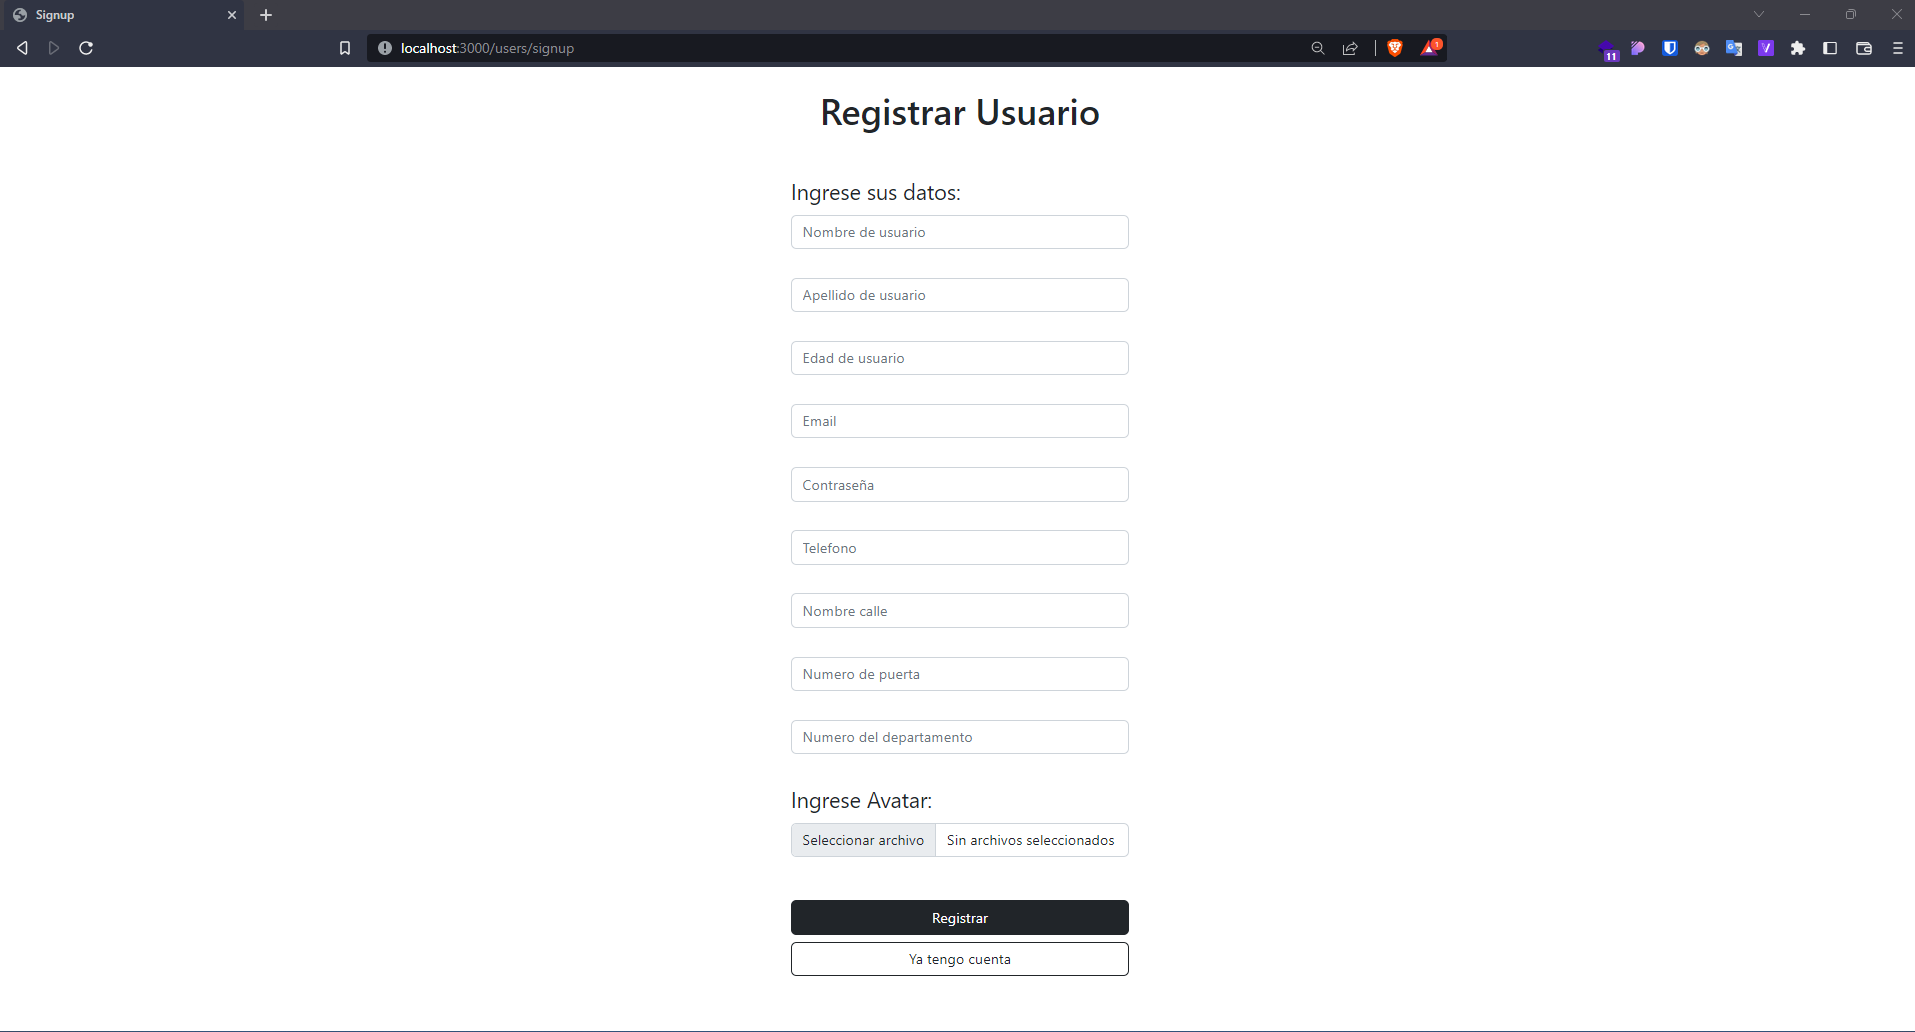 Signup
localhost:3000/users/signup
1
11
Registrar Usuario
Ingrese sus datos:
Nombre de usuario
Apellido de usuario
Edad de usuario
Email
Contraseña
Telefono
Nombre calle
Numero de puerta
Numero del departamento
Ingrese Avatar:
Seleccionar archivo Sin archivos seleccionados
Registrar
Ya tengo cuenta